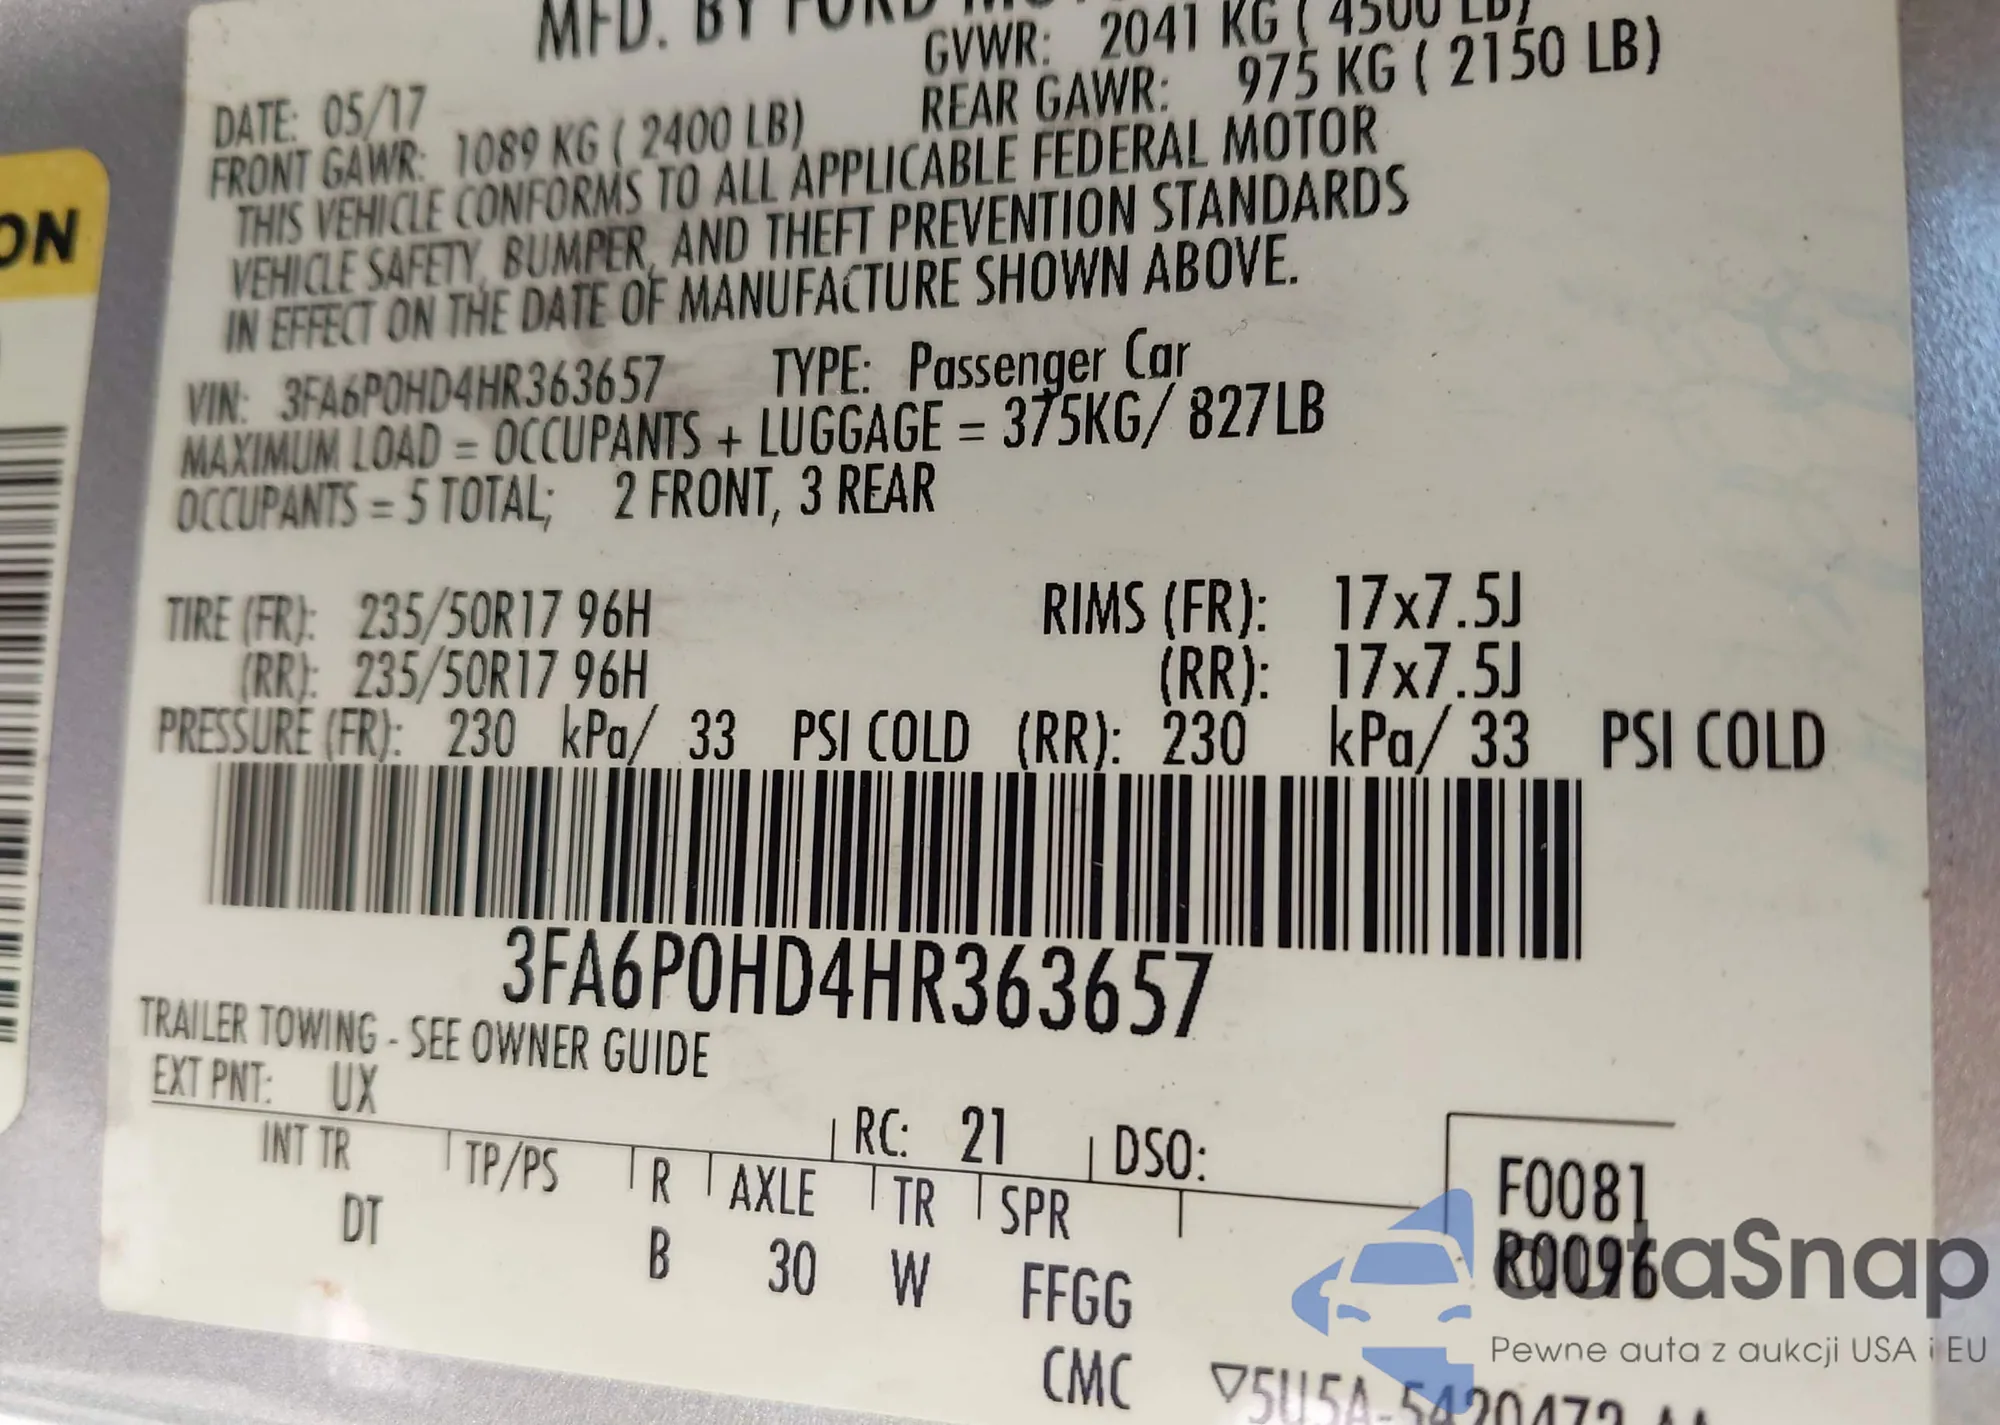 MFD. BY FORD
GVWR: 2041 KG ( 4500 LB)
DATE: 05/17
REAR GAWR: 975 KG ( 2150 LB)
FRONT GAWR: 1089 KG ( 2400 LB)
THIS VEHICLE CONFORMS TO ALL APPLICABLE FEDERAL MOTOR
VEHICLE SAFETY, BUMPER, AND THEFT PREVENTION STANDARDS
IN EFFECT ON THE DATE OF MANUFACTURE SHOWN ABOVE.
VIN: 3FA6P0HD4HR363657 TYPE: Passenger Car
MAXIMUM LOAD = OCCUPANTS + LUGGAGE = 375KG/ 827LB
OCCUPANTS = 5 TOTAL; 2 FRONT, 3 REAR
TIRE (FR): 235/50R17 96H RIMS (FR): 17x7.5J
(RR): 235/50R17 96H (RR): 17x7.5J
PRESSURE (FR): 230 kPa/ 33 PSI COLD (RR): 230 kPa/ 33 PSI COLD
3FA6P0HD4HR363657
TRAILER TOWING - SEE OWNER GUIDE
EXT PNT: UX RC: 21 DSO:
INT TR TP/PS R AXLE TR SPR
DT B 30 W FFGG
F0081
R0096
CMC
ON
autaSnap
Pewne auta z aukcji USA i EU